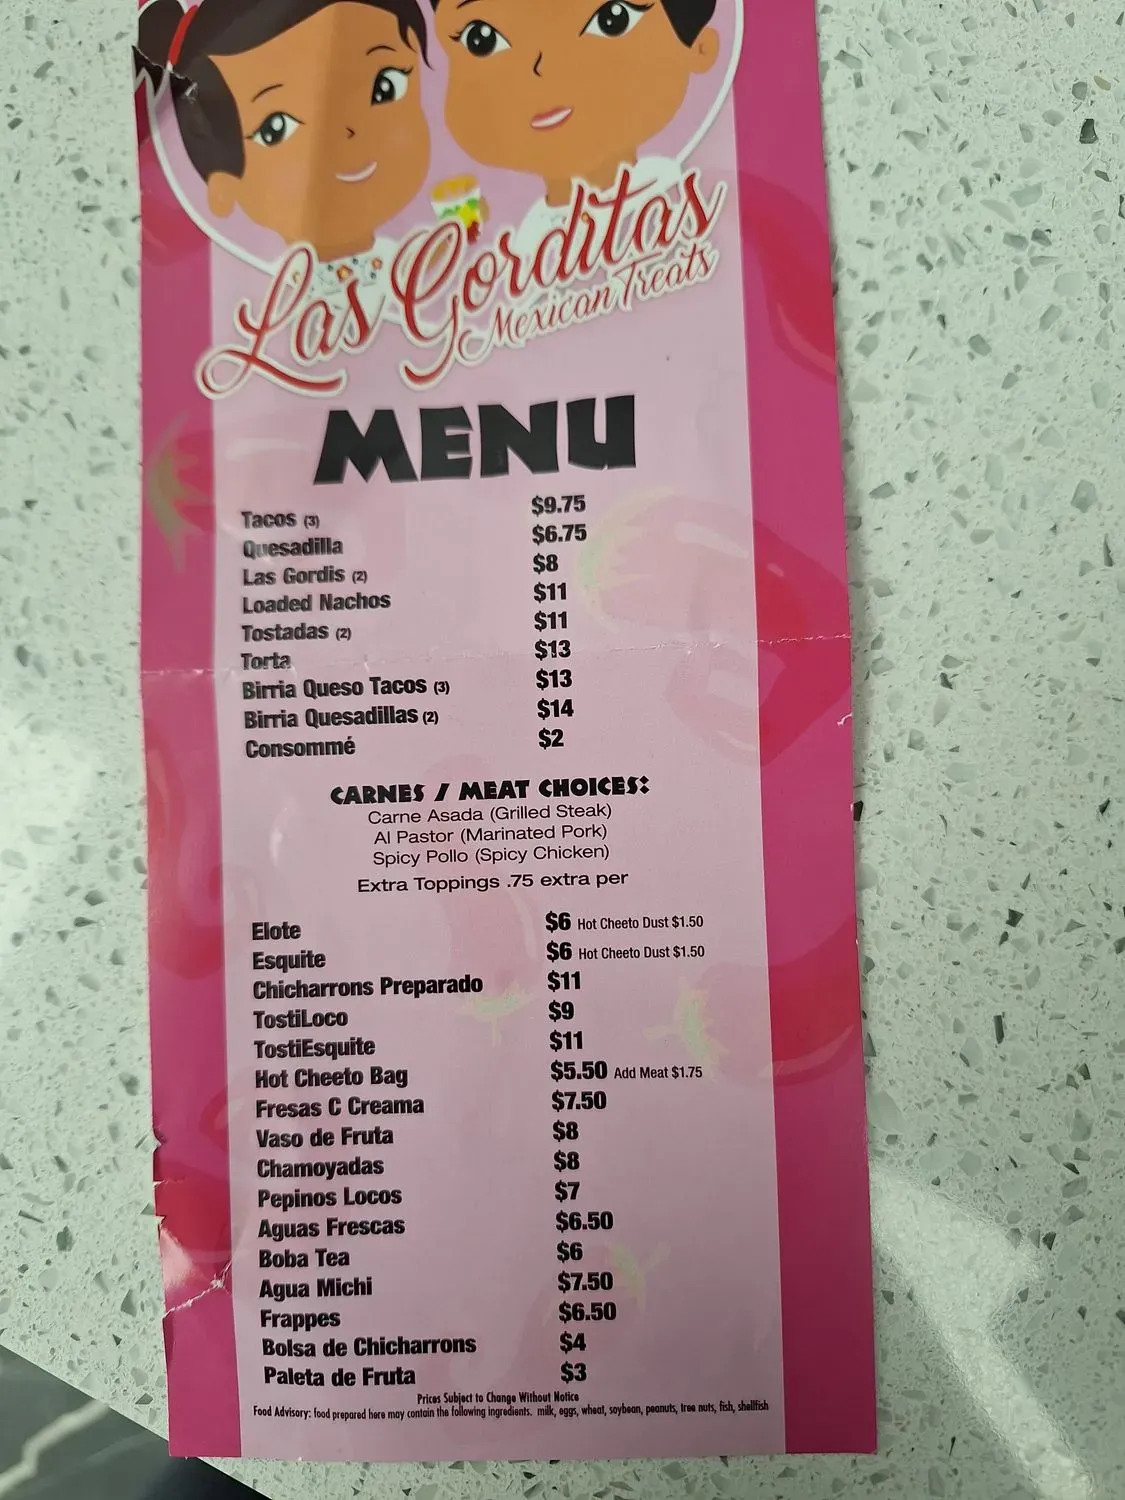 Las Gorditas
Mexican Treats
MENU
Tacos (3) $9.75
Quesadilla $6.75
Las Gordis (2) $8
Loaded Nachos $11
Tostadas (2) $11
Torta $13
Birria Queso Tacos (3) $13
Birria Quesadillas (2) $14
Consommé $2
CARNES / MEAT CHOICES:
Carne Asada (Grilled Steak)
Al Pastor (Marinated Pork)
Spicy Pollo (Spicy Chicken)
Extra Toppings .75 extra per
Elote $6 Hot Cheeto Dust $1.50
Esquite $6 Hot Cheeto Dust $1.50
Chicharrons Preparado $11
TostiLoco $9
TostiEsquite $11
Hot Cheeto Bag $5.50 Add Meat $1.75
Fresas C Creama $7.50
Vaso de Fruta $8
Chamoyadas $8
Pepinos Locos $7
Aguas Frescas $6.50
Boba Tea $6
Agua Michi $7.50
Frappes $6.50
Bolsa de Chicharrons $4
Paleta de Fruta $3
Prices Subject to Change Without Notice
Food Advisory: food prepared here may contain the following ingredients. milk, eggs, wheat, soybean, peanuts, tree nuts, fish, shellfish